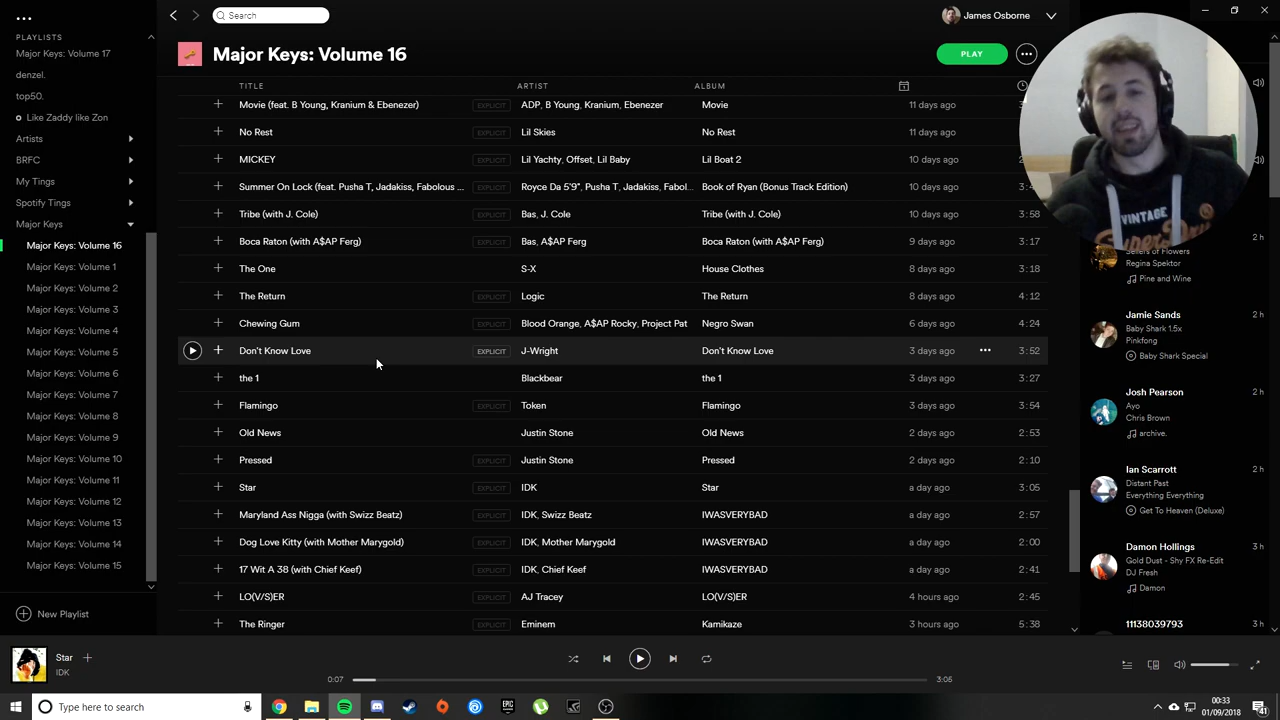 Search
James Osborne
PLAYLISTS
Major Keys: Volume 17
denzel.
top50.
Like Zaddy like Zon
Artists
BRFC
My Tings
Spotify Tings
Major Keys
Major Keys: Volume 16
Major Keys: Volume 1
Major Keys: Volume 2
Major Keys: Volume 3
Major Keys: Volume 4
Major Keys: Volume 5
Major Keys: Volume 6
Major Keys: Volume 7
Major Keys: Volume 8
Major Keys: Volume 9
Major Keys: Volume 10
Major Keys: Volume 11
Major Keys: Volume 12
Major Keys: Volume 13
Major Keys: Volume 14
Major Keys: Volume 15
New Playlist
Major Keys: Volume 16
PLAY
TITLE ARTIST ALBUM
Movie (feat. B Young, Kranium & Ebenezer) EXPLICIT ADP, B Young, Kranium, Ebenezer Movie 11 days ago
No Rest EXPLICIT Lil Skies No Rest 11 days ago
MICKEY EXPLICIT Lil Yachty, Offset, Lil Baby Lil Boat 2 10 days ago
Summer On Lock (feat. Pusha T, Jadakiss, Fabolous ... EXPLICIT Royce Da 5'9", Pusha T, Jadakiss, Fabol... Book of Ryan (Bonus Track Edition) 10 days ago
Tribe (with J. Cole) EXPLICIT Bas, J. Cole Tribe (with J. Cole) 10 days ago 3:58
Boca Raton (with A$AP Ferg) EXPLICIT Bas, A$AP Ferg Boca Raton (with A$AP Ferg) 9 days ago 3:17
The One S-X House Clothes 8 days ago 3:18
The Return EXPLICIT Logic The Return 8 days ago 4:12
Chewing Gum EXPLICIT Blood Orange, A$AP Rocky, Project Pat Negro Swan 6 days ago 4:24
Don't Know Love EXPLICIT J-Wright Don't Know Love 3 days ago 3:52
the 1 Blackbear the 1 3 days ago 3:27
Flamingo EXPLICIT Token Flamingo 3 days ago 3:54
Old News Justin Stone Old News 2 days ago 2:53
Pressed EXPLICIT Justin Stone Pressed 2 days ago 2:10
Star EXPLICIT IDK Star a day ago 3:05
Maryland Ass Nigga (with Swizz Beatz) EXPLICIT IDK, Swizz Beatz IWASVERYBAD a day ago 2:57
Dog Love Kitty (with Mother Marygold) EXPLICIT IDK, Mother Marygold IWASVERYBAD a day ago 2:00
17 Wit A 38 (with Chief Keef) EXPLICIT IDK, Chief Keef IWASVERYBAD a day ago 2:41
LO(V/S)ER EXPLICIT AJ Tracey LO(V/S)ER 4 hours ago 2:45
The Ringer EXPLICIT Eminem Kamikaze 3 hours ago 5:38
VINTAGE
2 h
Sellers of Flowers
Regina Spektor
Pine and Wine
Jamie Sands 2 h
Baby Shark 1.5x
Pinkfong
Baby Shark Special
Josh Pearson 2 h
Ayo
Chris Brown
archive.
Ian Scarrott 2 h
Distant Past
Everything Everything
Get To Heaven (Deluxe)
Damon Hollings 3 h
Gold Dust - Shy FX Re-Edit
DJ Fresh
Damon
11138039793 3 h
Star
IDK
0:07 3:06
Type here to search
EPIC
00:33
01/09/2018
41